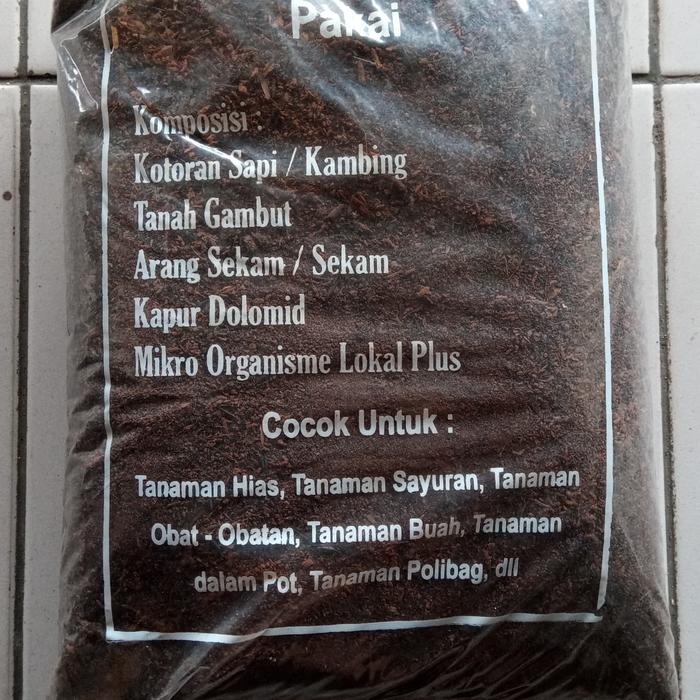 Pakai
Komposisi :
Kotoran Sapi / Kambing
Tanah Gambut
Arang Sekam / Sekam
Kapur Dolomid
Mikro Organisme Lokal Plus
Cocok Untuk :
Tanaman Hias, Tanaman Sayuran, Tanaman
Obat - Obatan, Tanaman Buah, Tanaman
dalam Pot, Tanaman Polibag, dll